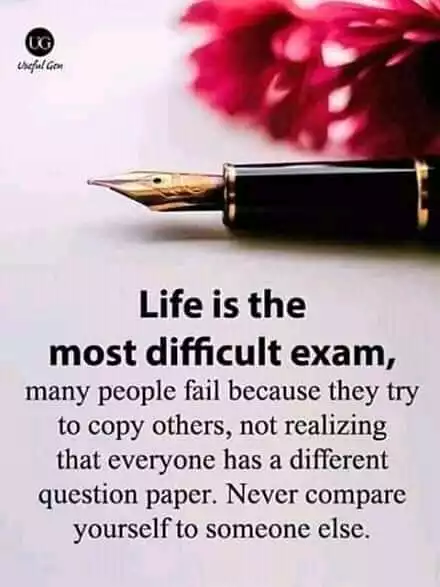 UG
Useful Gen
Life is the
most difficult exam,
many people fail because they try
to copy others, not realizing
that everyone has a different
question paper. Never compare
yourself to someone else.